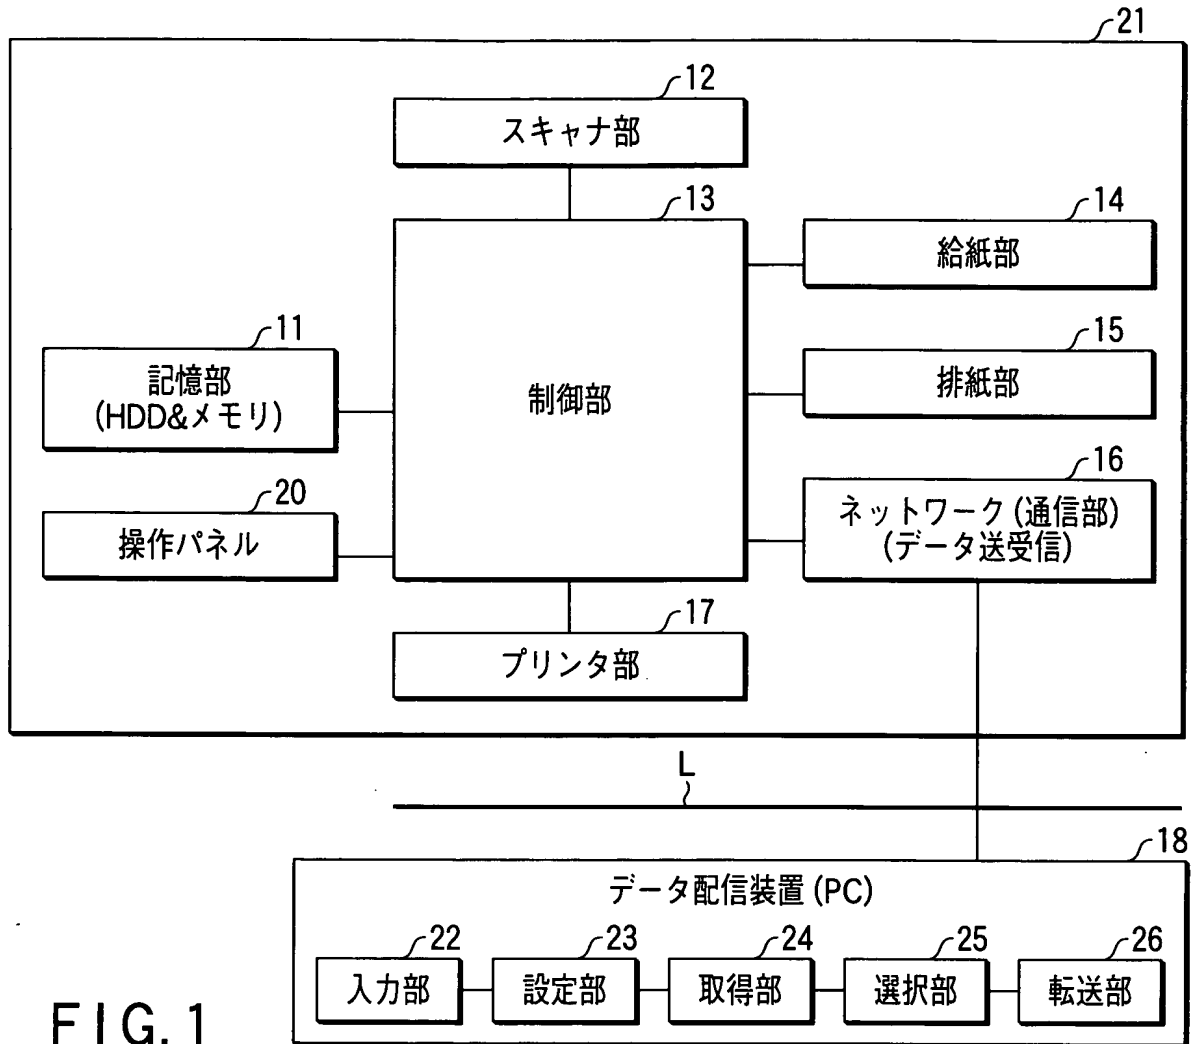 21
12
スキャナ部
13
制御部
14
給紙部
11
記憶部
(HDD&メモリ)
15
排紙部
20
操作パネル
16
ネットワーク(通信部)
(データ送受信)
17
プリンタ部
L
18
データ配信装置(PC)
22
入力部
23
設定部
24
取得部
25
選択部
26
転送部
FIG.1